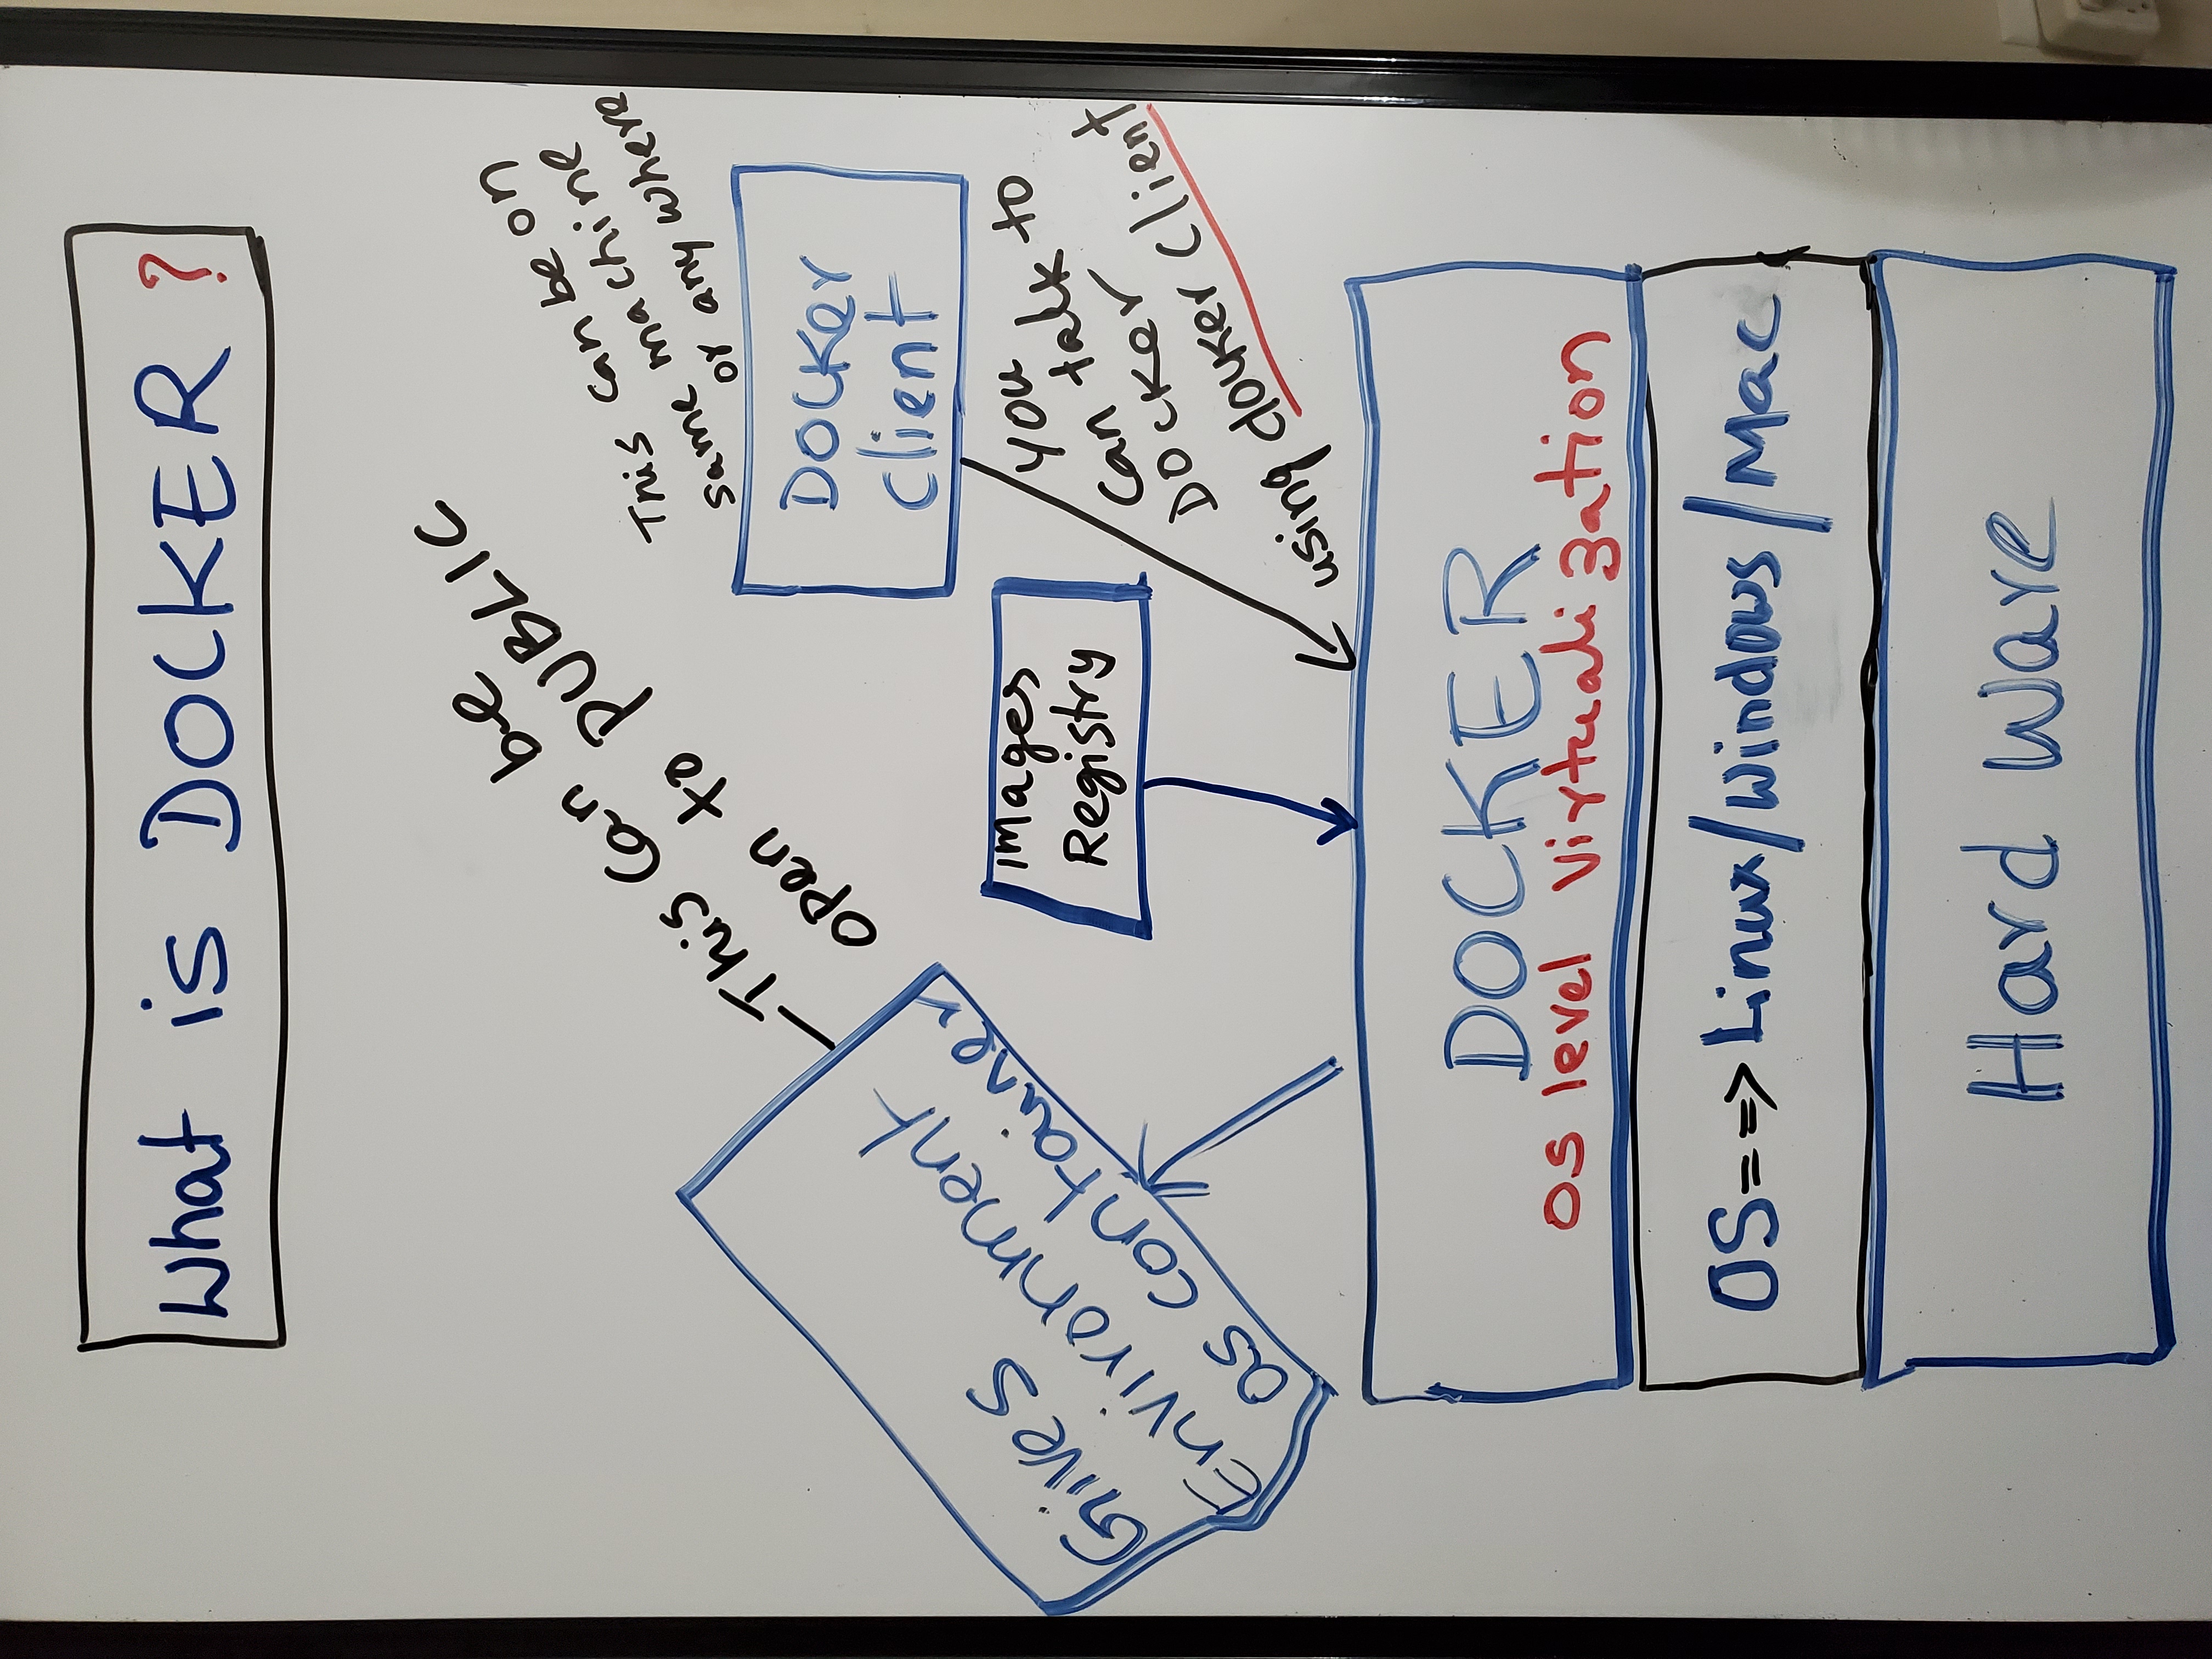 What is DOCKER ?
This can be
open to PUBLIC
This can be on
same machine
or any where
Docker
client
Gives
Environment
as container
Images
Registry
you
can talk to
Docker
using docker client
DOCKER
OS level Virtualization
OS==>Linux/Windows/Mac
Hard Ware